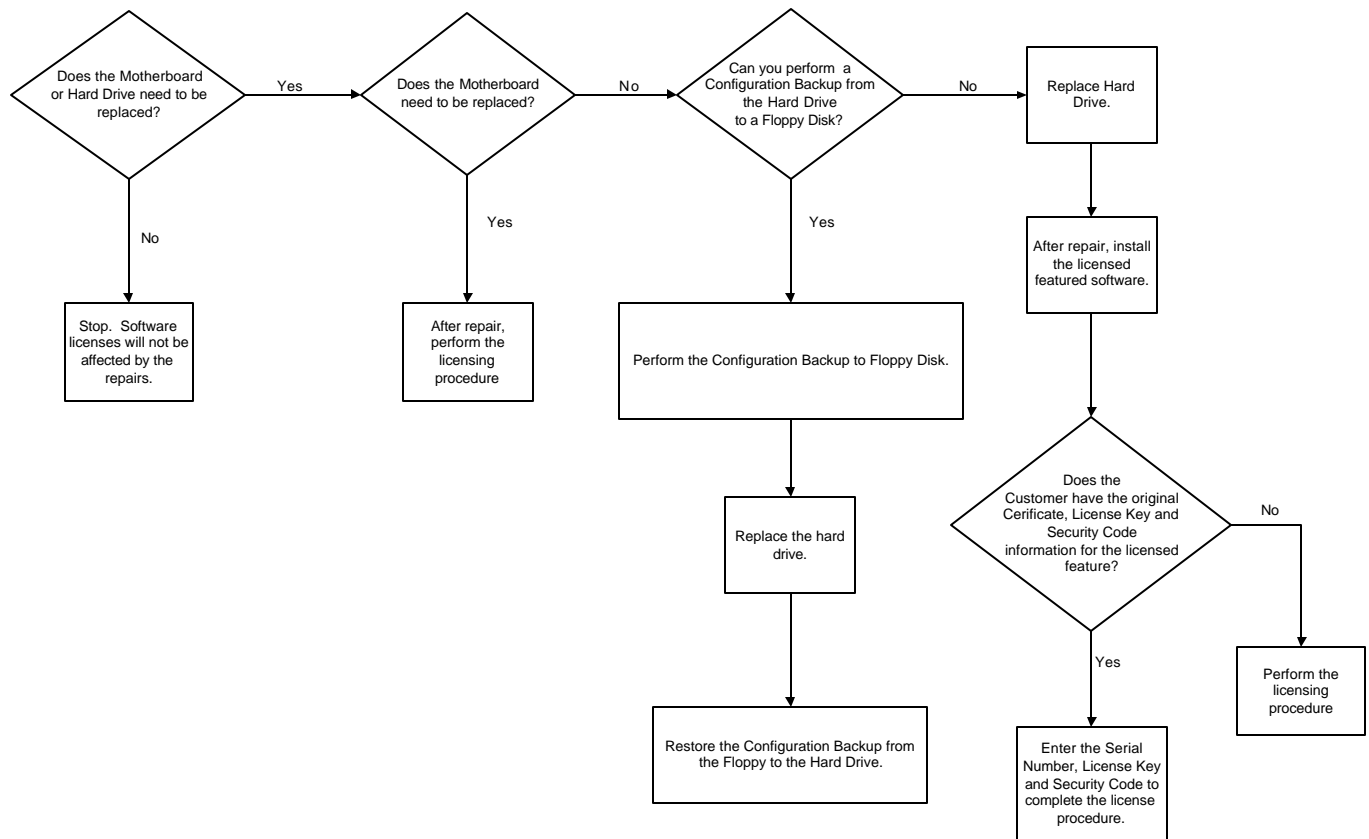 Does the Motherboard
or Hard Drive need to be
replaced?
Yes
Does the Motherboard
need to be replaced?
No
Can you perform a
Configuration Backup from
the Hard Drive
to a Floppy Disk?
No
Replace Hard
Drive.
No
Yes
Yes
After repair, install
the licensed
featured software.
Stop. Software
licenses will not be
affected by the
repairs.
After repair,
perform the
licensing
procedure
Perform the Configuration Backup to Floppy Disk.
Does the
Customer have the original
Cerificate, License Key and
Security Code
information for the licensed
feature?
No
Replace the hard
drive.
Yes
Perform the
licensing
procedure
Restore the Configuration Backup from
the Floppy to the Hard Drive.
Enter the Serial
Number, License Key
and Security Code to
complete the license
procedure.